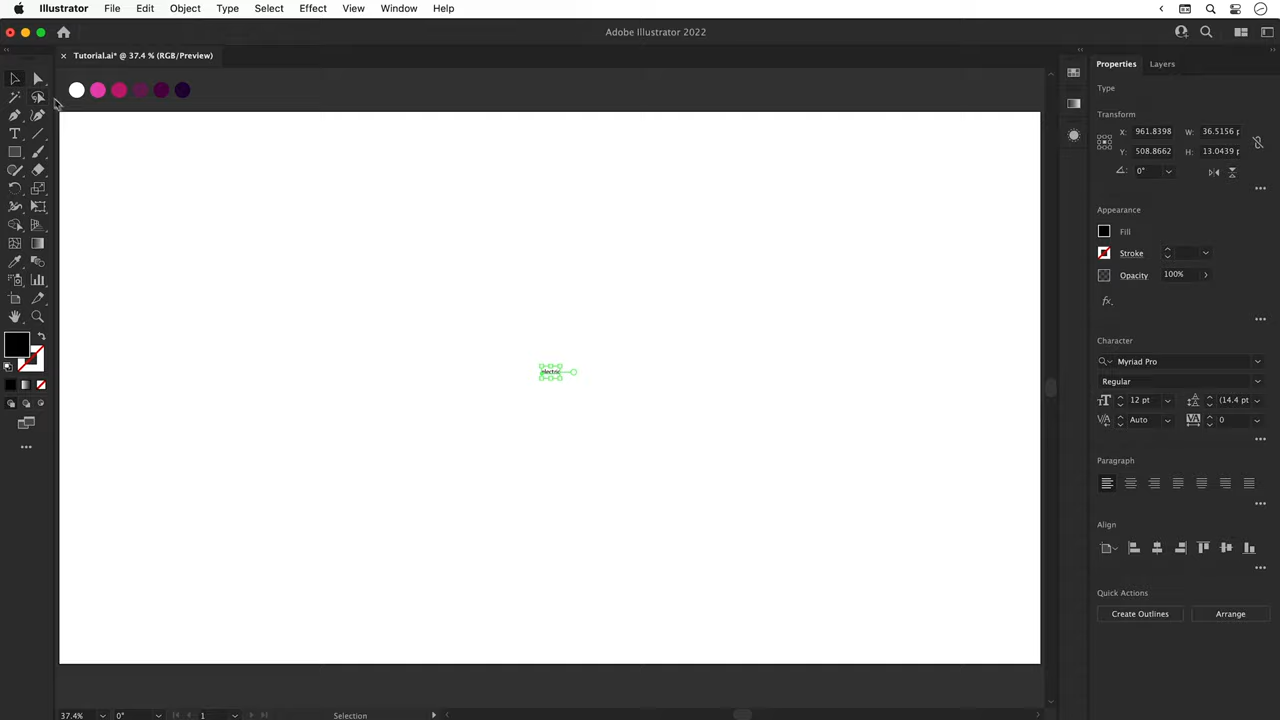 Illustrator File Edit Object Type Select Effect View Window Help
Adobe Illustrator 2022
Tutorial.ai* @ 37.4 % (RGB/Preview)
Properties Layers
Type
Transform
X: 961.8398 W: 36.5156 p
Y: 508.8662 H: 13.0439 p
0°
Appearance
Fill
Stroke
Opacity 100%
fx.
Character
Myriad Pro
Regular
12 pt (14.4 pt
Auto 0
Paragraph
Align
Quick Actions
Create Outlines Arrange
electric
37.4% 0° 1 Selection